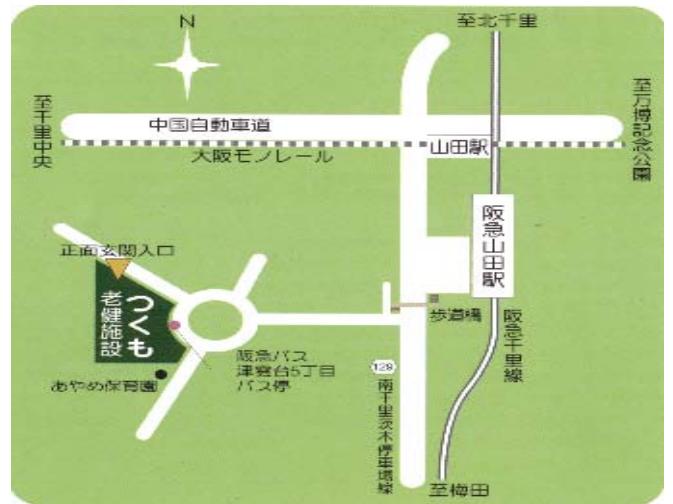 N
至北千里
至千里中央
中国自動車道
大阪モノレール
山田駅
至万博記念公園
正面玄関入口
老健施設
つくも
阪急山田駅
歩道橋
阪急千里線
阪急バス
津雲台5丁目
バス停
あやめ保育園
129
南千里茨木停車場線
至梅田